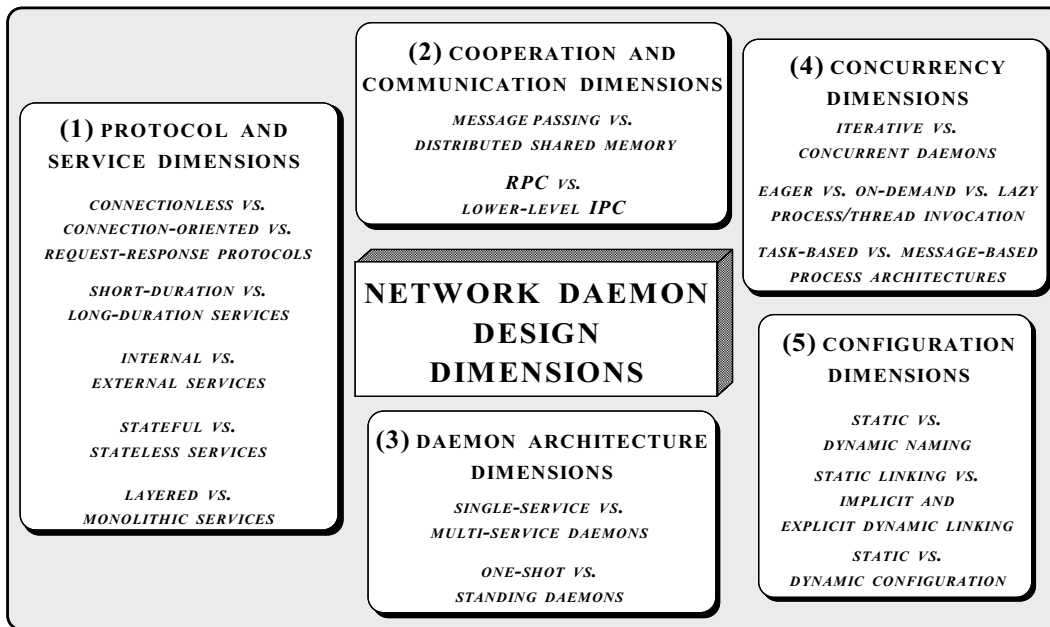 (1) PROTOCOL AND
SERVICE DIMENSIONS
CONNECTIONLESS VS.
CONNECTION-ORIENTED VS.
REQUEST-RESPONSE PROTOCOLS
SHORT-DURATION VS.
LONG-DURATION SERVICES
INTERNAL VS.
EXTERNAL SERVICES
STATEFUL VS.
STATELESS SERVICES
LAYERED VS.
MONOLITHIC SERVICES
(2) COOPERATION AND
COMMUNICATION DIMENSIONS
MESSAGE PASSING VS.
DISTRIBUTED SHARED MEMORY
RPC VS.
LOWER-LEVEL IPC
NETWORK DAEMON
DESIGN
DIMENSIONS
(3) DAEMON ARCHITECTURE
DIMENSIONS
SINGLE-SERVICE VS.
MULTI-SERVICE DAEMONS
ONE-SHOT VS.
STANDING DAEMONS
(4) CONCURRENCY
DIMENSIONS
ITERATIVE VS.
CONCURRENT DAEMONS
EAGER VS. ON-DEMAND VS. LAZY
PROCESS/THREAD INVOCATION
TASK-BASED VS. MESSAGE-BASED
PROCESS ARCHITECTURES
(5) CONFIGURATION
DIMENSIONS
STATIC VS.
DYNAMIC NAMING
STATIC LINKING VS.
IMPLICIT AND
EXPLICIT DYNAMIC LINKING
STATIC VS.
DYNAMIC CONFIGURATION